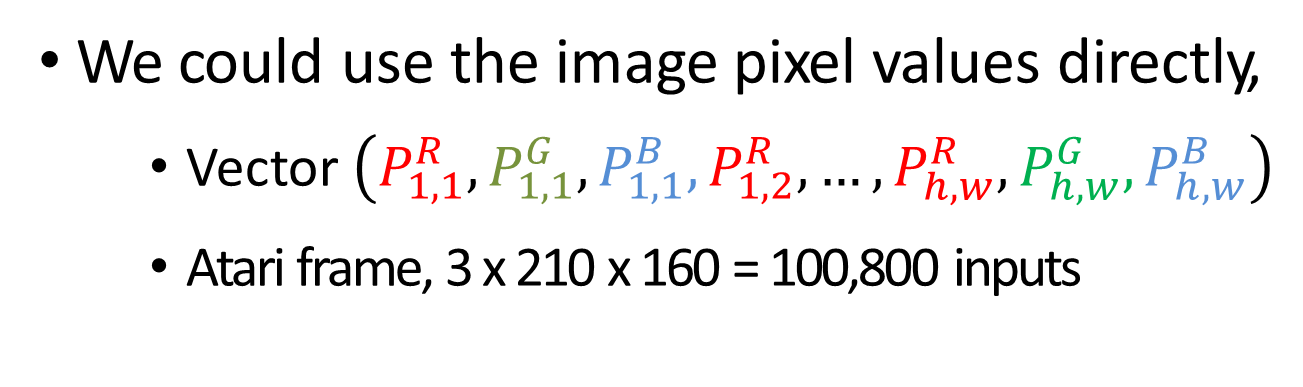 • We could use the image pixel values directly,
• Vector (P^R_{1,1}, P^G_{1,1}, P^B_{1,1}, P^R_{1,2}, … , P^R_{h,w}, P^G_{h,w}, P^B_{h,w})
• Atari frame, 3 x 210 x 160 = 100,800 inputs